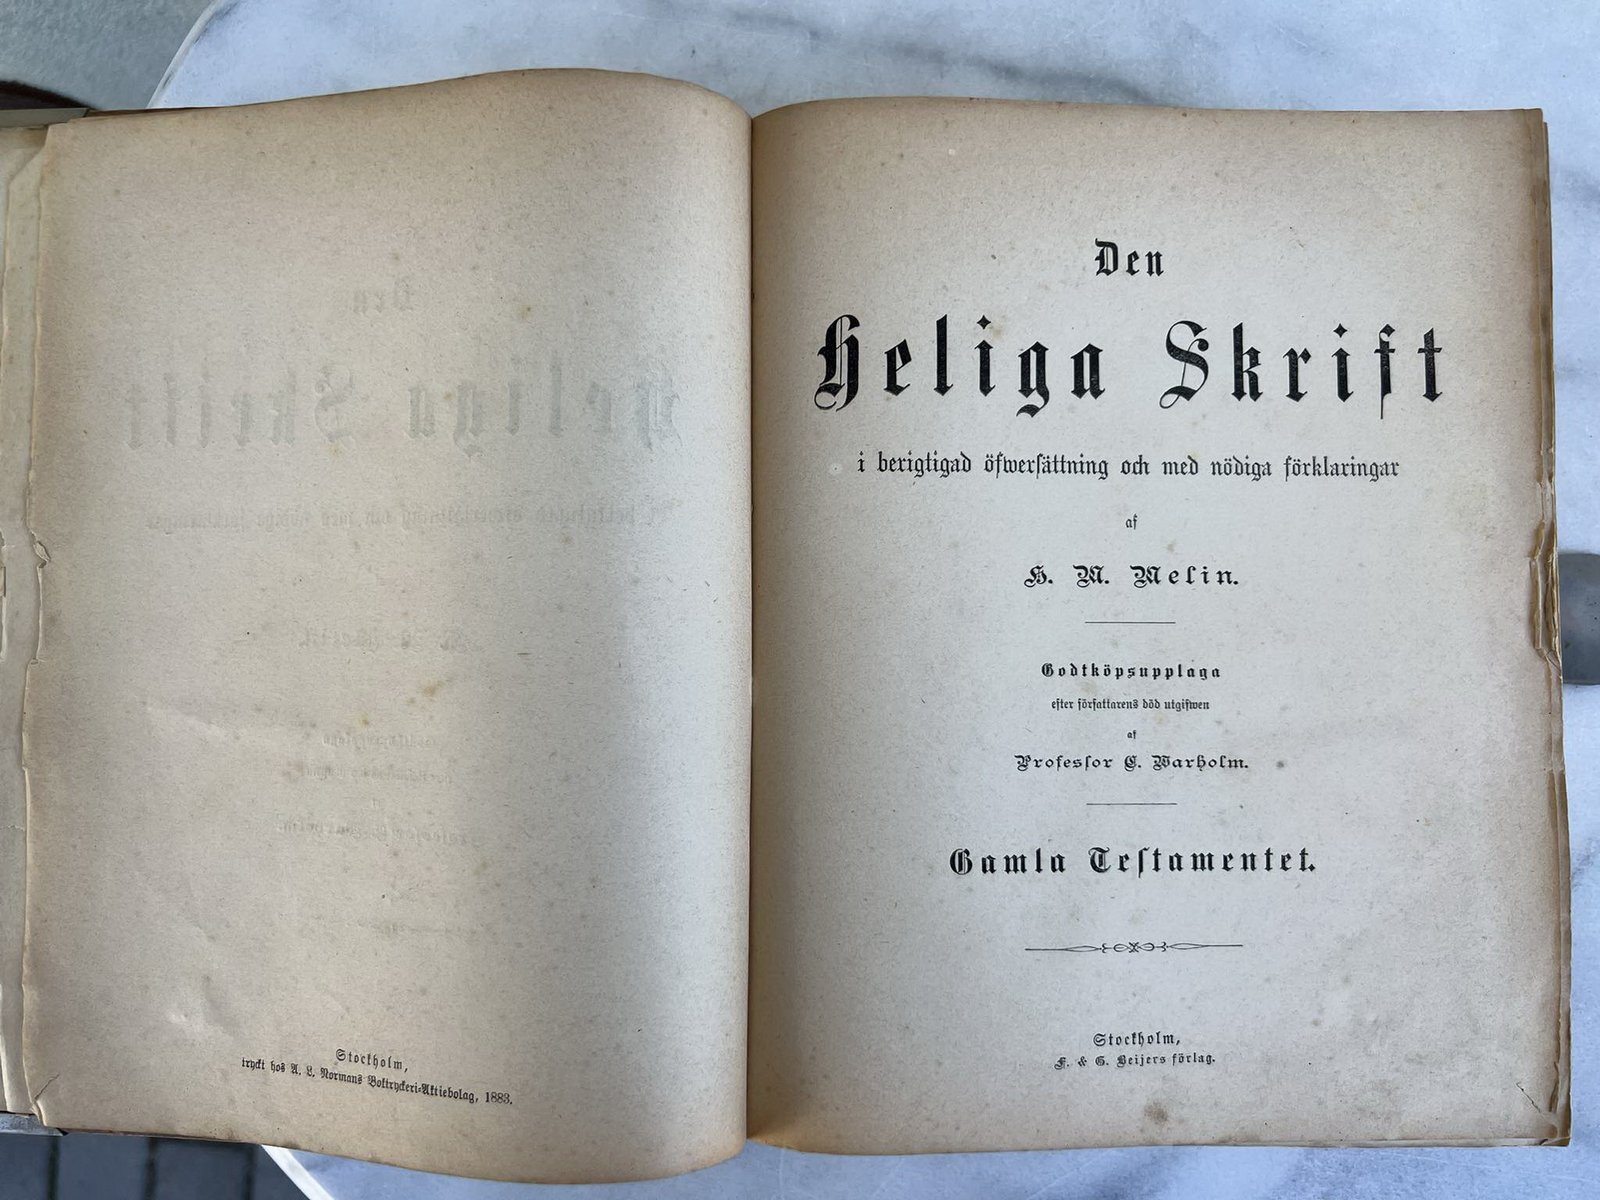 Stockholm,
tryckt hos A. L. Normans Boktryckeri-Aktiebolag, 1883.
Den
Heliga Skrift
i berigtigad öfwersättning och med nödiga förklaringar
af
H. M. Melin.
Godtköpsupplaga
efter författarens död utgifwen
af
Professor C. Warholm.
Gamla Testamentet.
Stockholm,
F. & G. Beijers förlag.